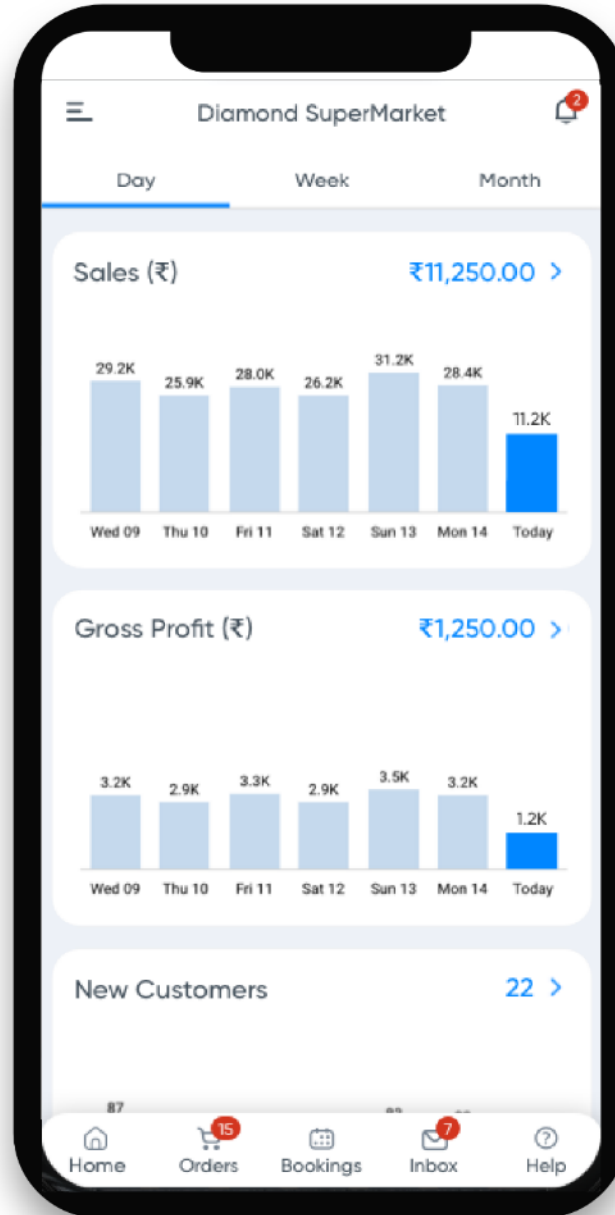 Diamond SuperMarket 2
Day Week Month
Sales (₹) ₹11,250.00 >
29.2K 25.9K 28.0K 26.2K 31.2K 28.4K 11.2K
Wed 09 Thu 10 Fri 11 Sat 12 Sun 13 Mon 14 Today
Gross Profit (₹) ₹1,250.00 >
3.2K 2.9K 3.3K 2.9K 3.5K 3.2K 1.2K
Wed 09 Thu 10 Fri 11 Sat 12 Sun 13 Mon 14 Today
New Customers 22 >
87
15 7
Home Orders Bookings Inbox Help